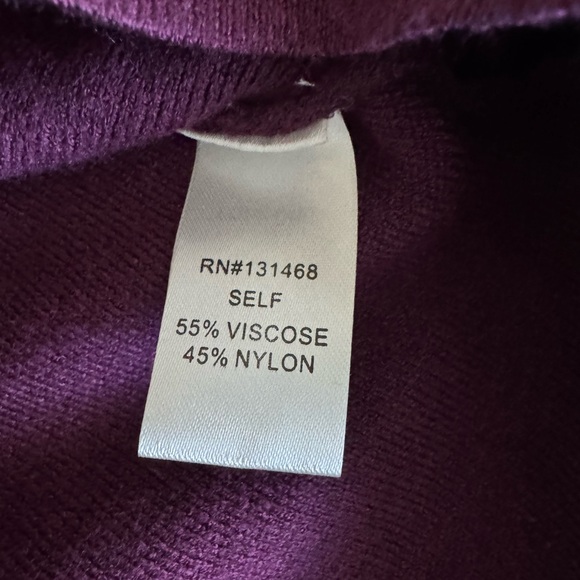 RN#131468
SELF
55% VISCOSE
45% NYLON